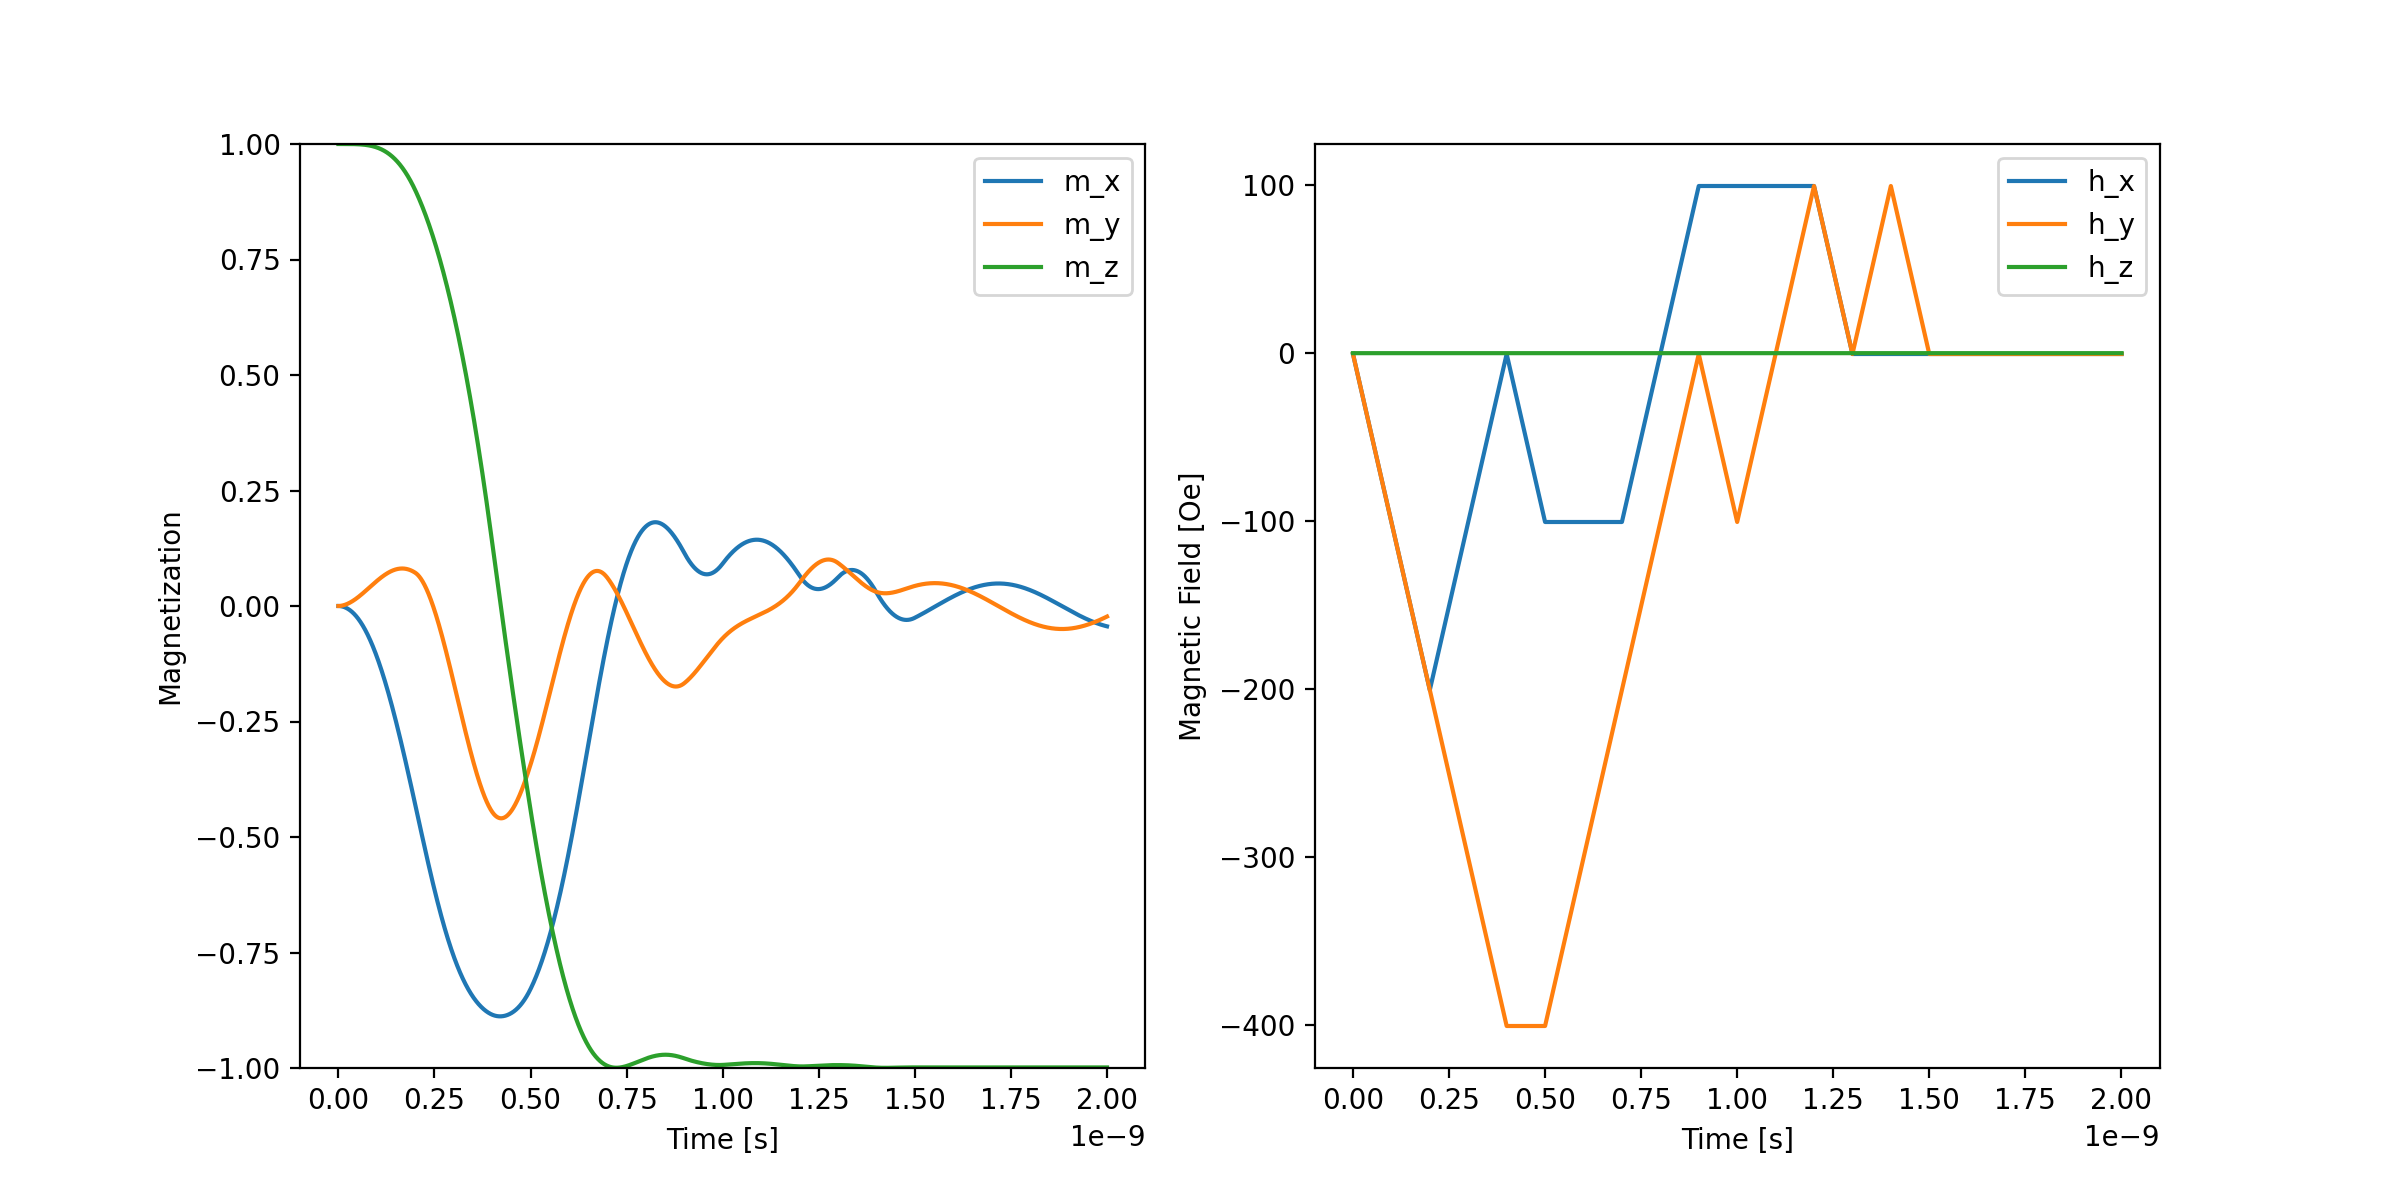 Magnetization
1.00
0.75
0.50
0.25
0.00
−0.25
−0.50
−0.75
−1.00
m_x
m_y
m_z
0.00 0.25 0.50 0.75 1.00 1.25 1.50 1.75 2.00
Time [s]
1e−9
Magnetic Field [Oe]
100
0
−100
−200
−300
−400
h_x
h_y
h_z
0.00 0.25 0.50 0.75 1.00 1.25 1.50 1.75 2.00
Time [s]
1e−9